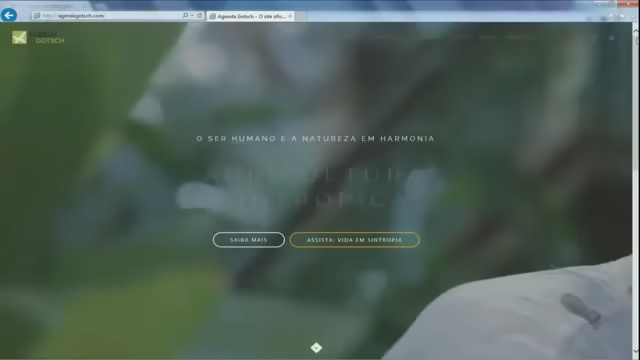 http://agendagotsch.com/
Agenda Gotsch - O site ofic...
AGENDA
GOTSCH
O SER HUMANO E A NATUREZA EM HARMONIA
AGRICULTURA
SAIBA MAIS
ASSISTA: VIDA EM SINTROPIA